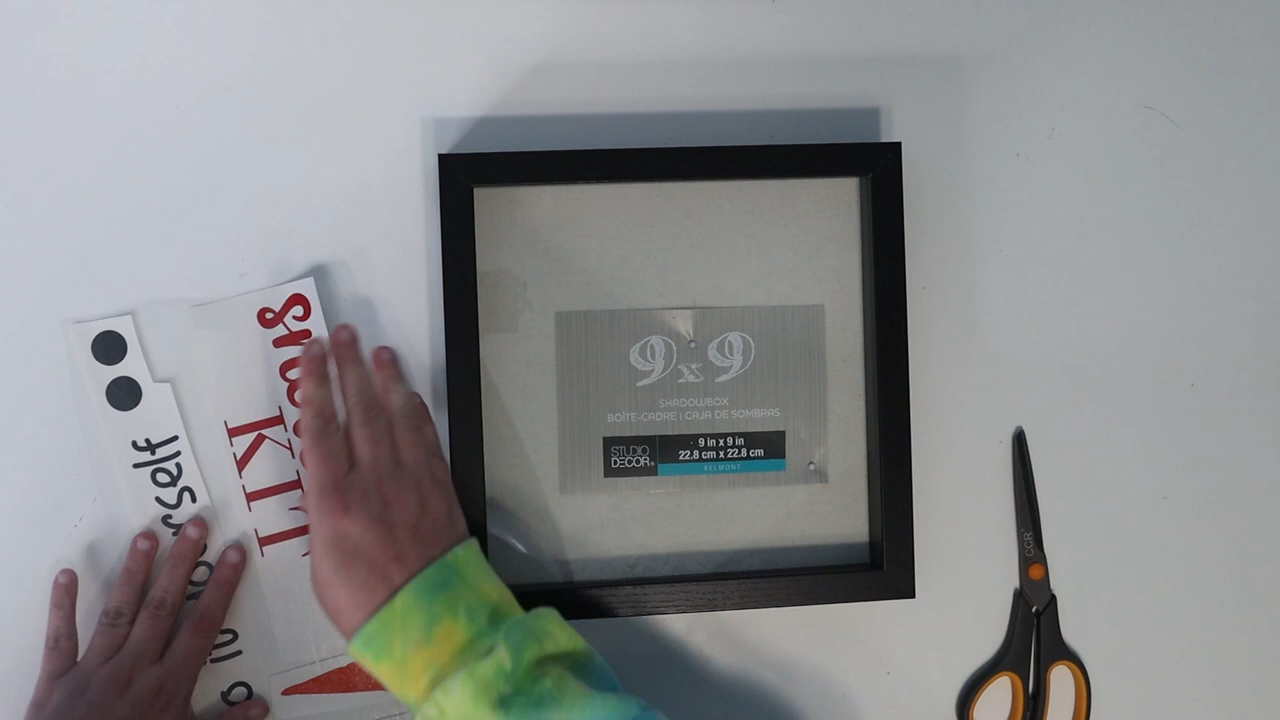 9x9
SHADOWBOX
BOÎTE-CADRE | CAJA DE SOMBRAS
STUDIO
DECOR
9 in x 9 in
22.8 cm x 22.8 cm
BELMONT
KIT
CCR